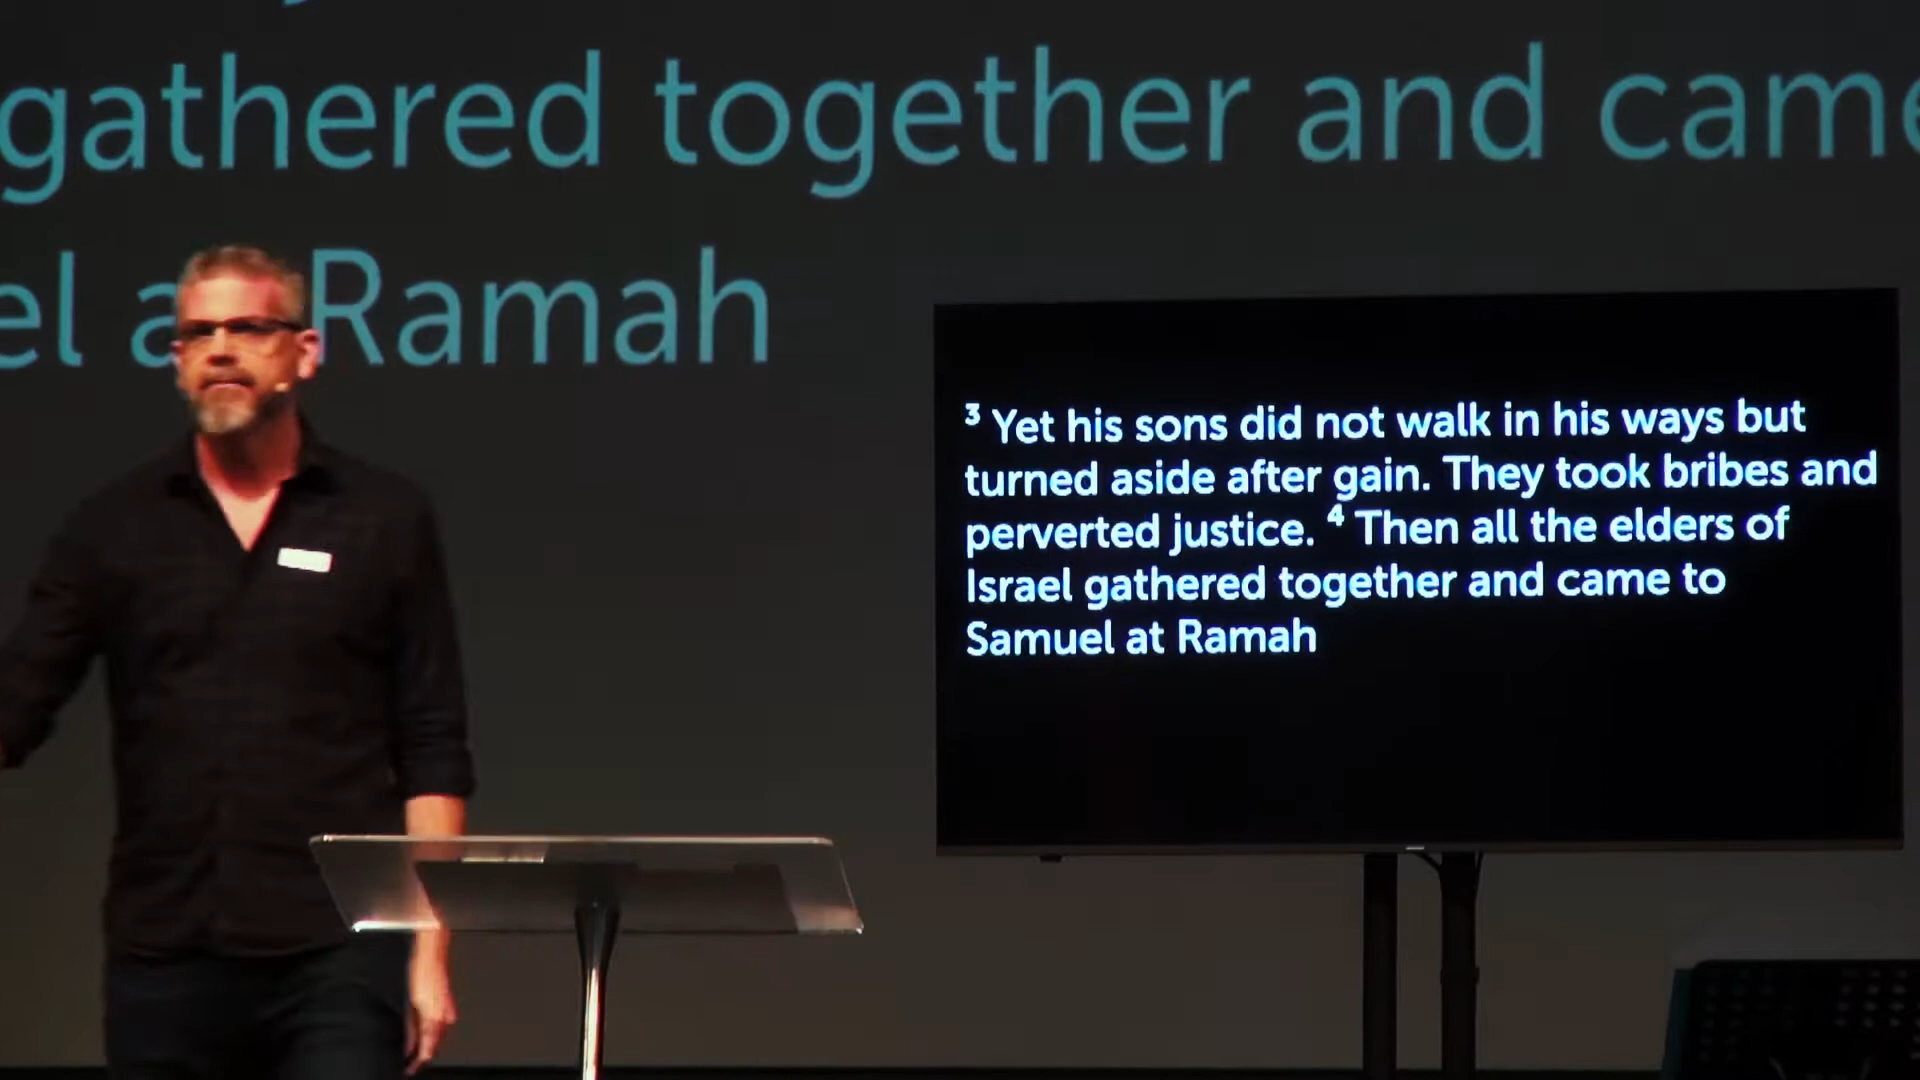 gathered together and came
el a Ramah
³ Yet his sons did not walk in his ways but
turned aside after gain. They took bribes and
perverted justice. ⁴ Then all the elders of
Israel gathered together and came to
Samuel at Ramah